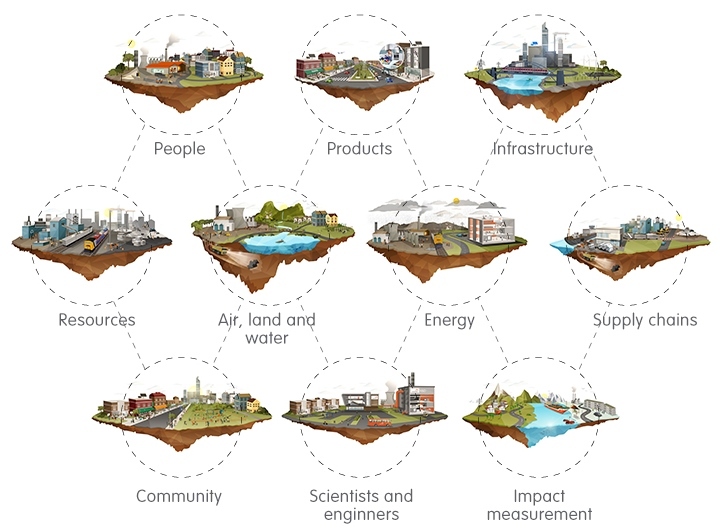 People
Products
Infrastructure
Resources
Air, land and
water
Energy
Supply chains
Community
Scientists and
enginners
Impact
measurement